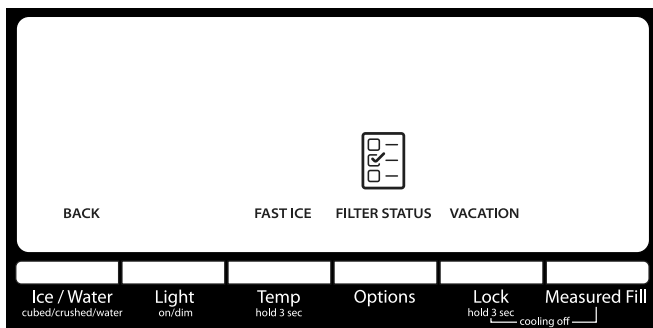 BACK FAST ICE FILTER STATUS VACATION
Ice / Water Light Temp Options Lock Measured Fill
cubed/crushed/water on/dim hold 3 sec hold 3 sec
cooling off